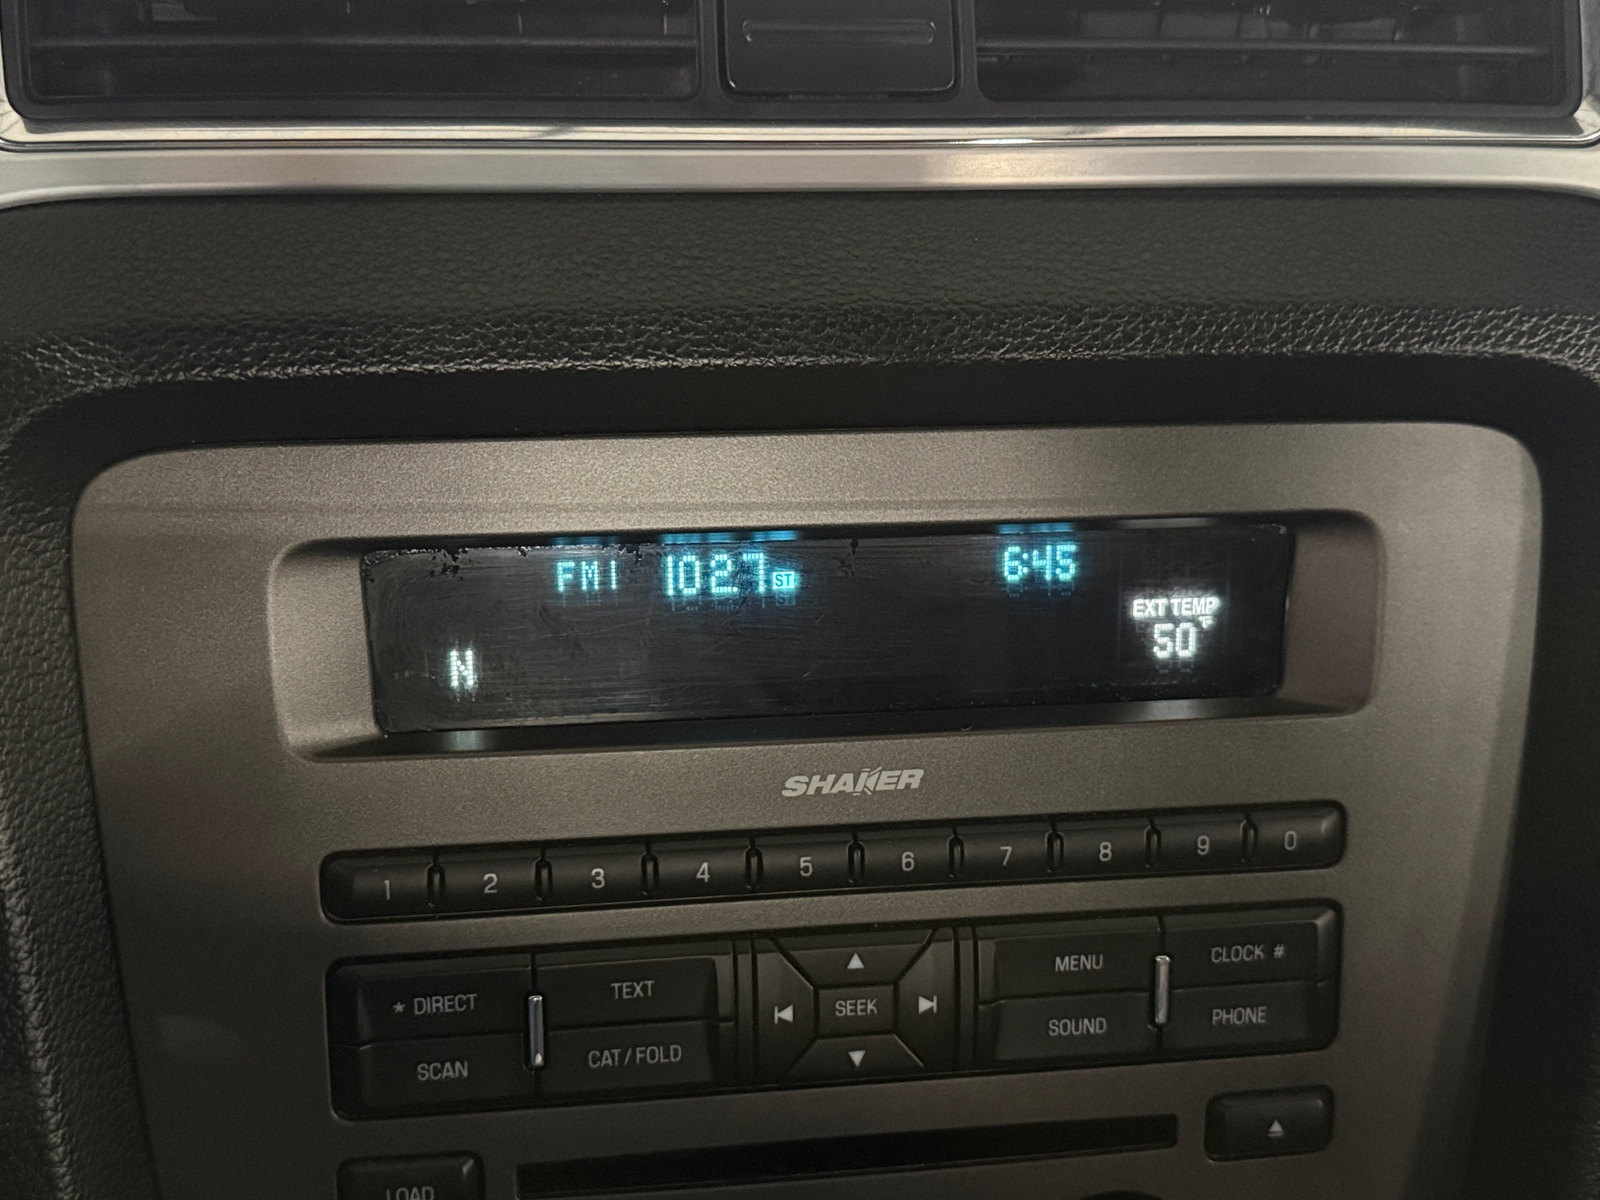 FM1 102.7 ST 6:45
EXT TEMP
N 50 °F
SHAKER
1 2 3 4 5 6 7 8 9 0
* DIRECT TEXT SEEK MENU CLOCK #
SCAN CAT/FOLD SOUND PHONE
LOAD